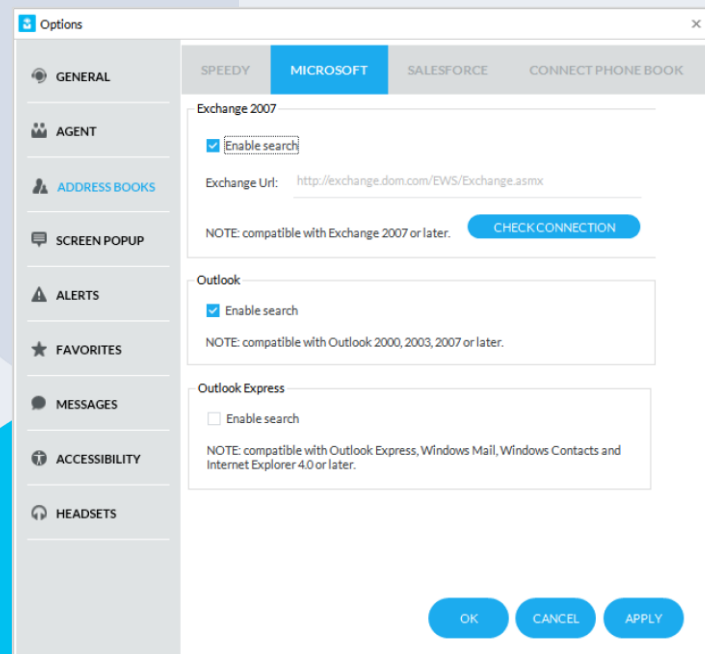 Options
GENERAL
AGENT
ADDRESS BOOKS
SCREEN POPUP
ALERTS
FAVORITES
MESSAGES
ACCESSIBILITY
HEADSETS
SPEEDY MICROSOFT SALESFORCE CONNECT PHONE BOOK
Exchange 2007
Enable search
Exchange Url: http://exchange.dom.com/EWS/Exchange.asmx
NOTE: compatible with Exchange 2007 or later. CHECK CONNECTION
Outlook
Enable search
NOTE: compatible with Outlook 2000, 2003, 2007 or later.
Outlook Express
Enable search
NOTE: compatible with Outlook Express, Windows Mail, Windows Contacts and
Internet Explorer 4.0 or later.
OK CANCEL APPLY